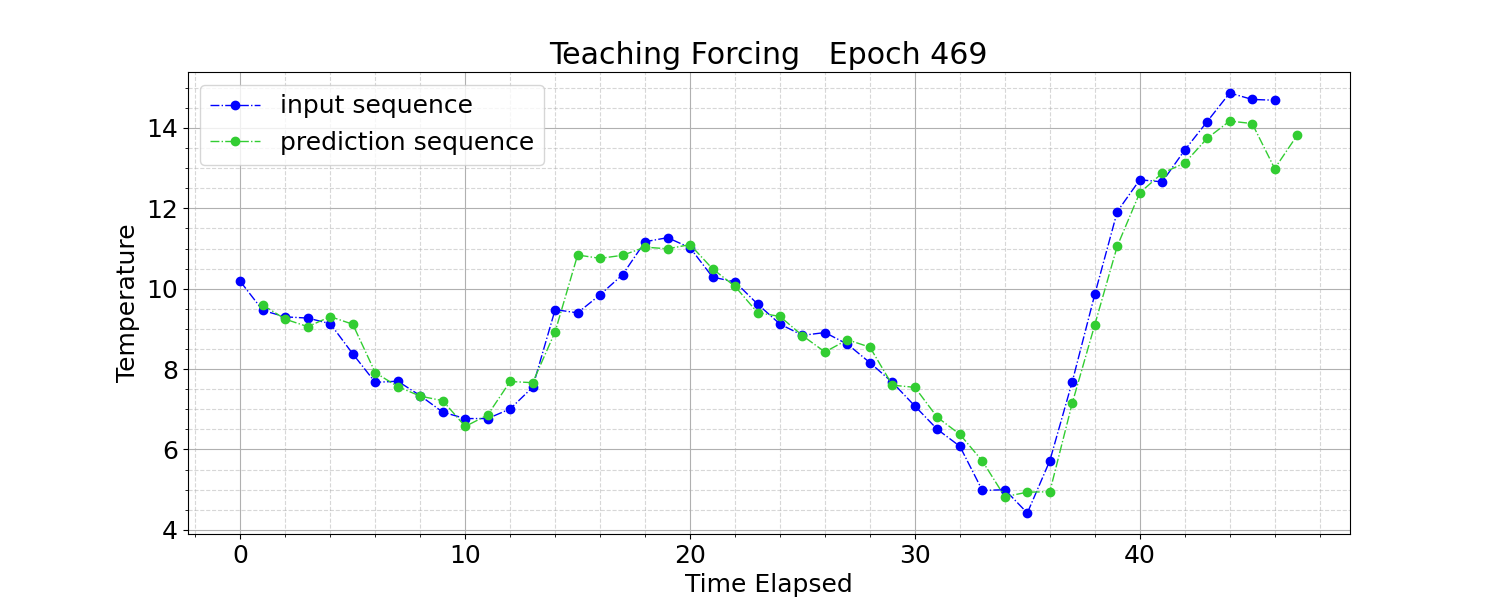 Teaching Forcing   Epoch 469
input sequence
prediction sequence
14
12
10
8
6
4
Temperature
0 10 20 30 40
Time Elapsed